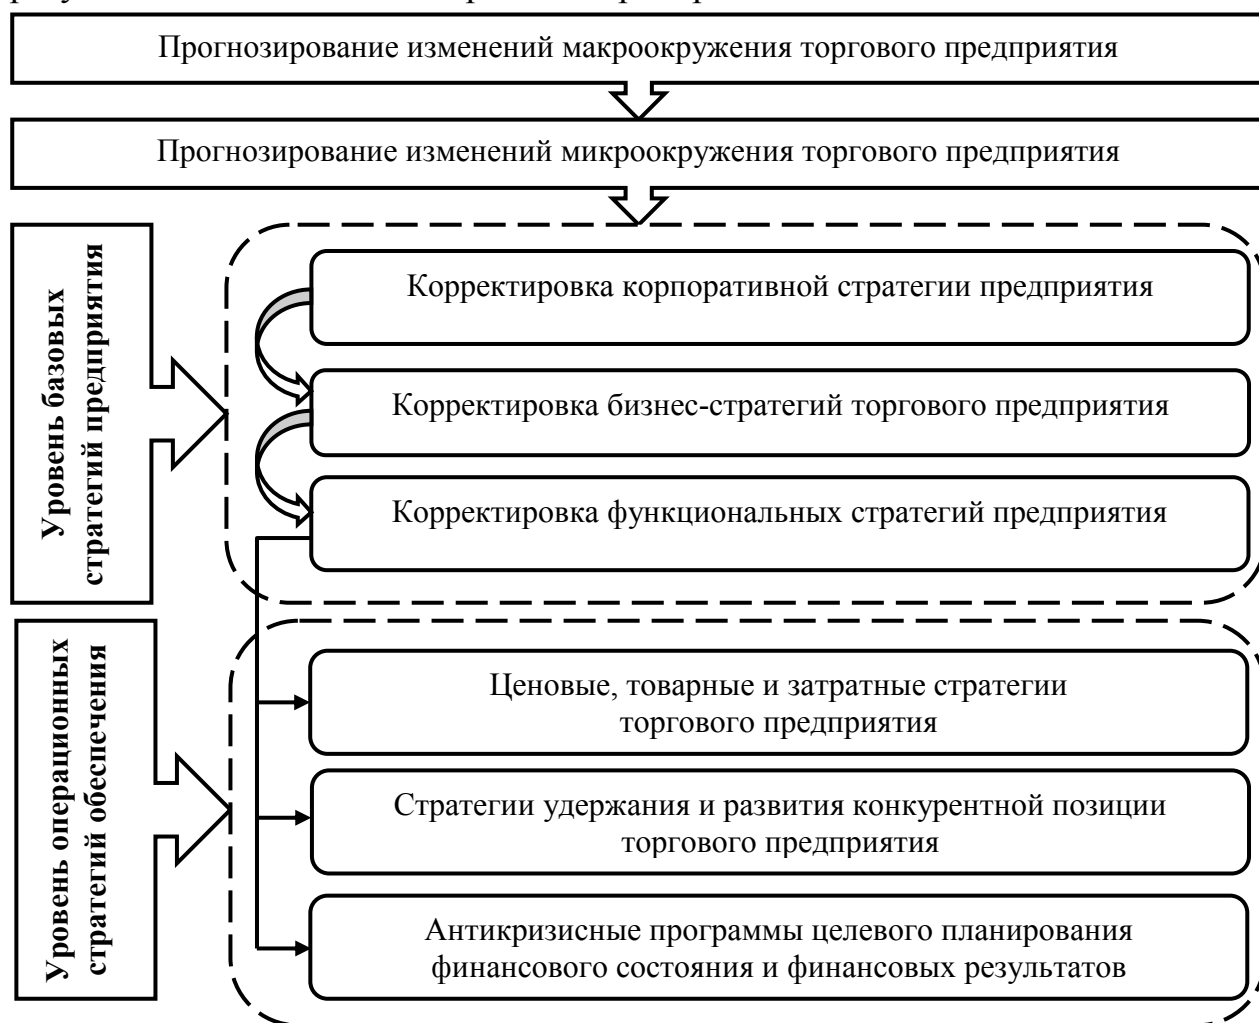 Прогнозирование изменений макроокружения торгового предприятия
Прогнозирование изменений микроокружения торгового предприятия
Уровень базовых
стратегий предприятия
Корректировка корпоративной стратегии предприятия
Корректировка бизнес-стратегий торгового предприятия
Корректировка функциональных стратегий предприятия
Уровень операционных
стратегий обеспечения
Ценовые, товарные и затратные стратегии
торгового предприятия
Стратегии удержания и развития конкурентной позиции
торгового предприятия
Антикризисные программы целевого планирования
финансового состояния и финансовых результатов